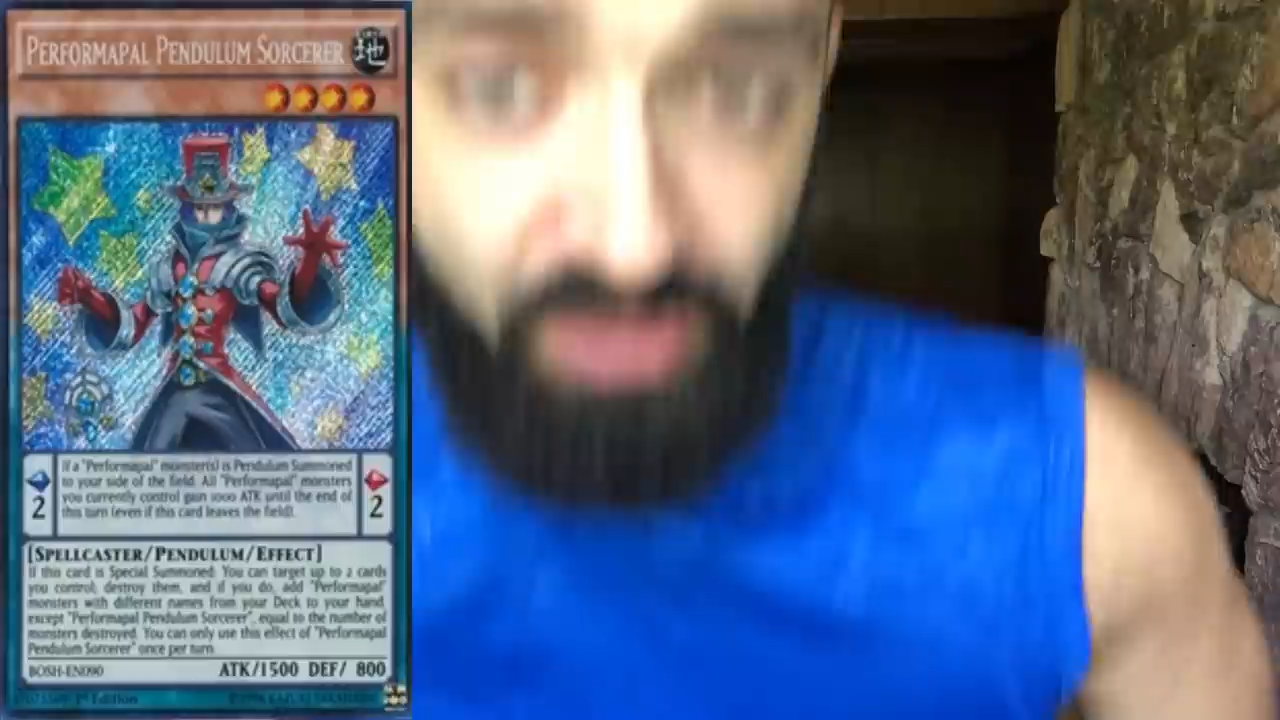 PERFORMAPAL PENDULUM SORCERER 地
If a "Performapal" monster(s) is Pendulum Summoned
to your side of the field: All "Performapal" monsters
you currently control gain 1000 ATK until the end of
this turn (even if this card leaves the field).
2
2
[SPELLCASTER/PENDULUM/EFFECT]
If this card is Special Summoned: You can target up to 2 cards
you control; destroy them, and if you do, add "Performapal"
monsters with different names from your Deck to your hand,
except "Performapal Pendulum Sorcerer", equal to the number of
monsters destroyed. You can only use this effect of "Performapal
Pendulum Sorcerer" once per turn.
BOSH-EN090 ATK/1500 DEF/ 800
1st Edition